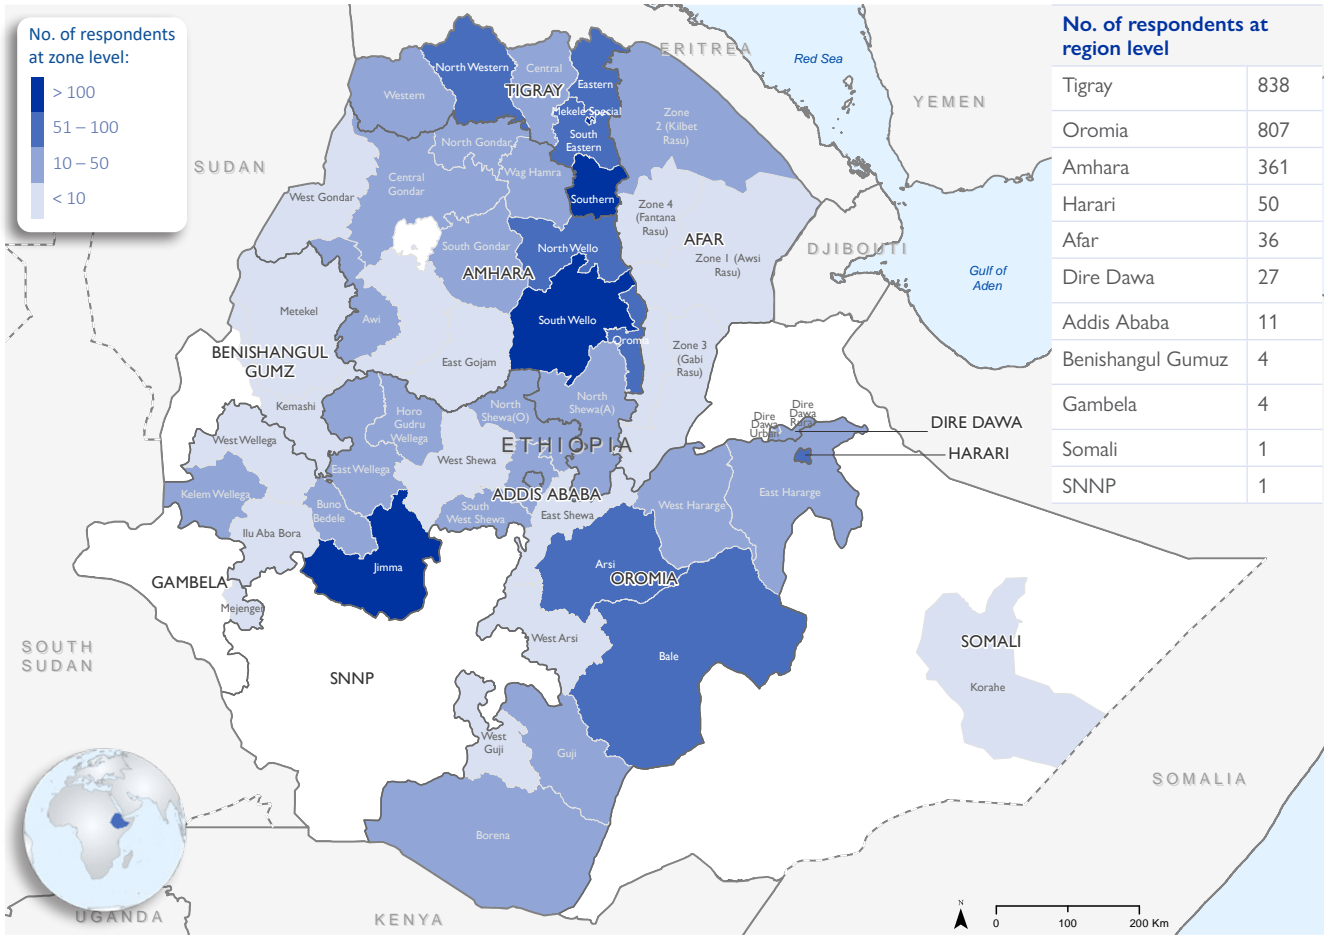 No. of respondents
at zone level:
> 100
51 – 100
10 – 50
< 10
No. of respondents at
region level
Tigray 838
Oromia 807
Amhara 361
Harari 50
Afar 36
Dire Dawa 27
Addis Ababa 11
Benishangul Gumuz 4
Gambela 4
Somali 1
SNNP 1
ERITREA
Red Sea
YEMEN
SUDAN
DJIBOUTI
Gulf of
Aden
SOUTH
SUDAN
SOMALIA
UGANDA
KENYA
ETHIOPIA
North Western
Central
Eastern
TIGRAY
Western
Mekele Special
South
Eastern
Southern
Zone
2 (Kilbet
Rasu)
North Gondar
Wag Hamra
Central
Gondar
West Gondar
Zone 4
(Fantana
Rasu)
AFAR
Zone 1 (Awsi
Rasu)
South Gondar
North Wello
AMHARA
Metekel
Awi
South Wello
Oromia
Zone 3
(Gabi
Rasu)
East Gojam
BENISHANGUL
GUMZ
Kemashi
Horo
Gudru
Wellega
North
Shewa(O)
North
Shewa(A)
Dire
Dawa
Urban
Dire
Dawa
Rural
DIRE DAWA
HARARI
West Wellega
East Wellega
West Shewa
Kelem Wellega
Buno
Bedele
South
West Shewa
ADDIS ABABA
East Shewa
West Hararge
East Hararge
Ilu Aba Bora
Jimma
Arsi
OROMIA
GAMBELA
Mejenger
West Arsi
Bale
SOMALI
Korahe
SNNP
West
Guji
Guji
Borena
N
0 100 200 Km